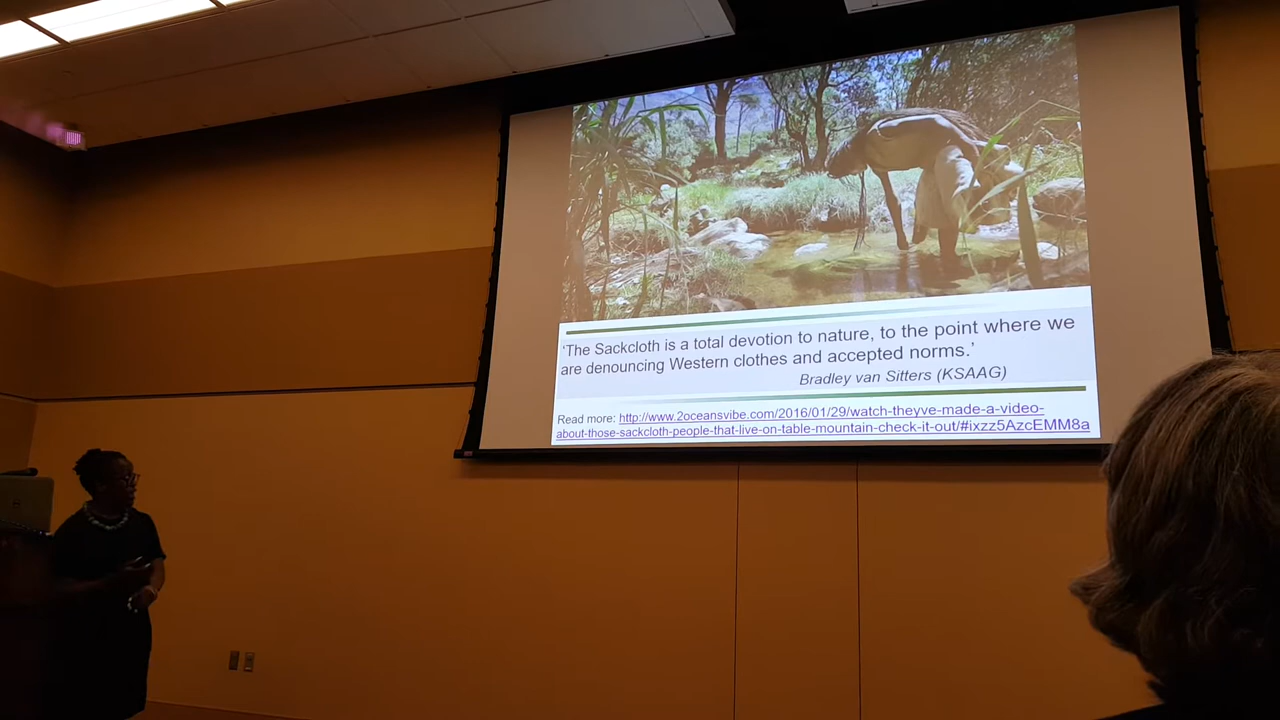 ‘The Sackcloth is a total devotion to nature, to the point where we
are denouncing Western clothes and accepted norms.’
Bradley van Sitters (KSAAG)
Read more: http://www.2oceansvibe.com/2016/01/29/watch-theyve-made-a-video-
about-those-sackcloth-people-that-live-on-table-mountain-check-it-out/#ixzz5AzcEMM8a